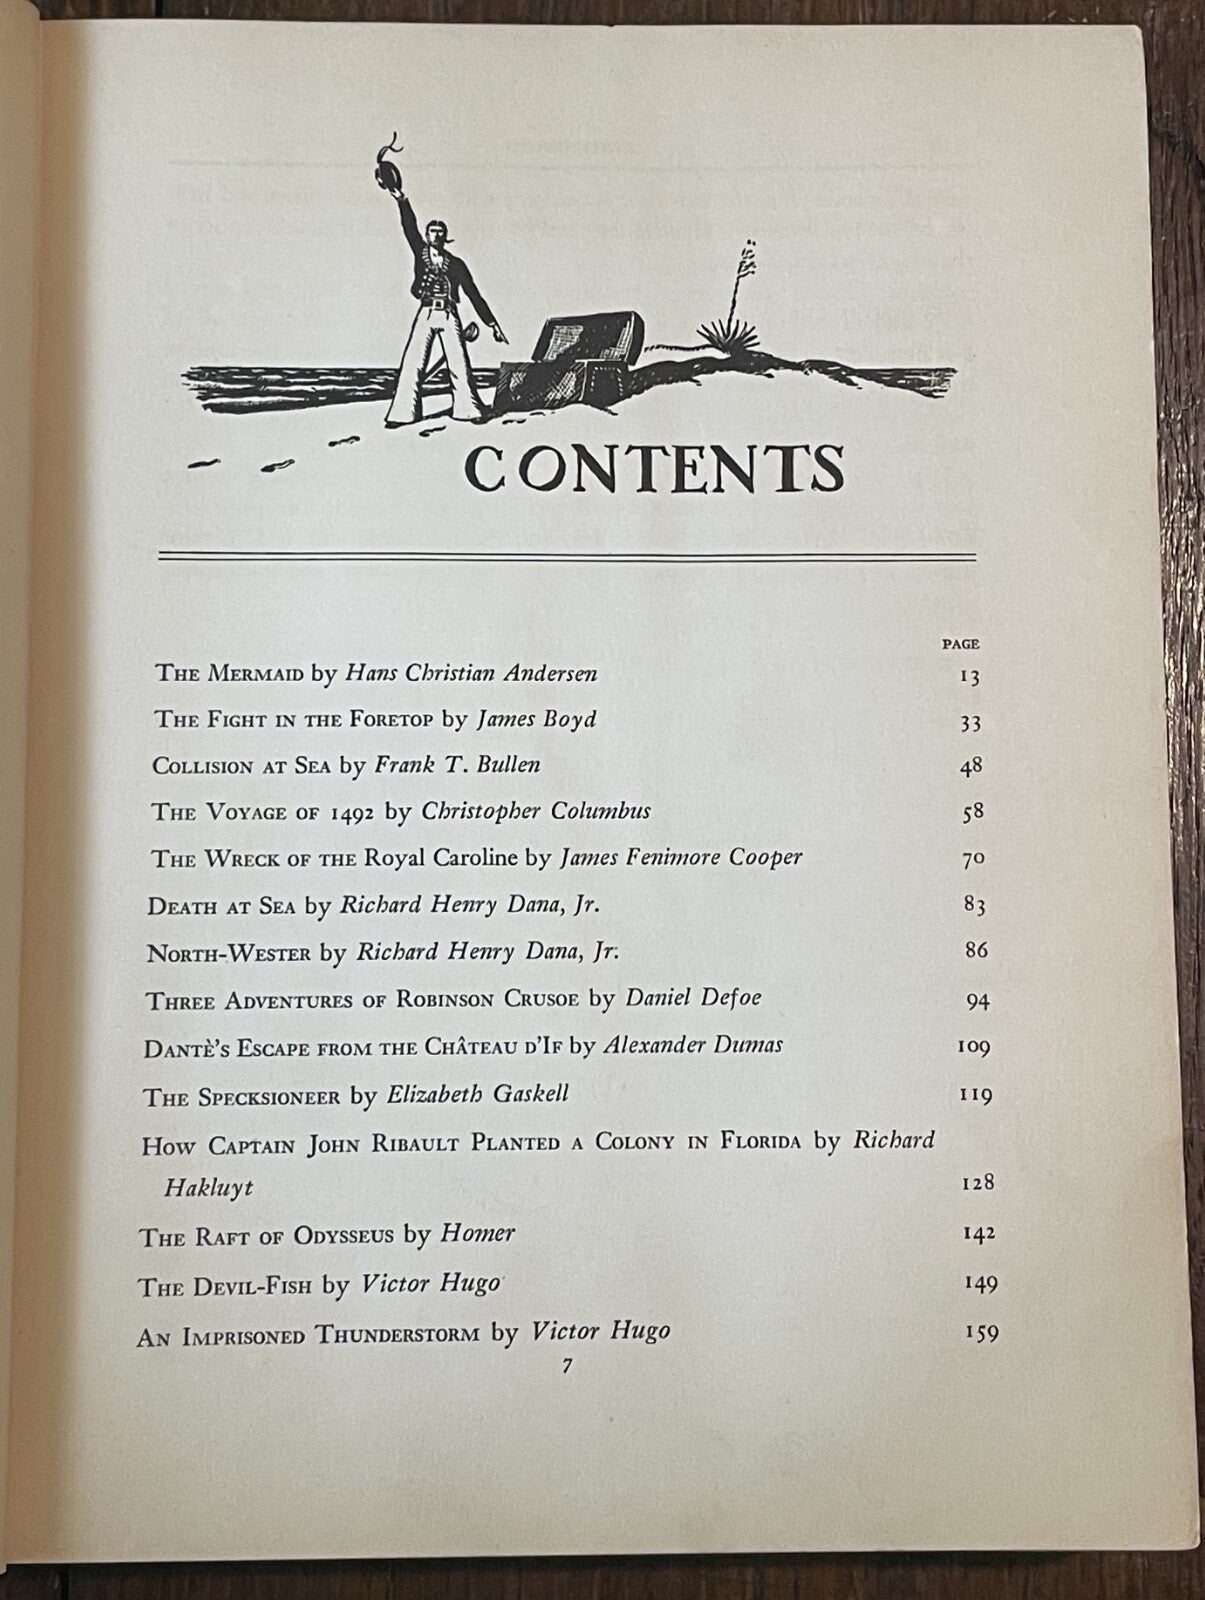 CONTENTS
PAGE
THE MERMAID by Hans Christian Andersen 13
THE FIGHT IN THE FORETOP by James Boyd 33
COLLISION AT SEA by Frank T. Bullen 48
THE VOYAGE OF 1492 by Christopher Columbus 58
THE WRECK OF THE Royal Caroline by James Fenimore Cooper 70
DEATH AT SEA by Richard Henry Dana, Jr. 83
NORTH-WESTER by Richard Henry Dana, Jr. 86
THREE ADVENTURES OF ROBINSON CRUSOE by Daniel Defoe 94
DANTÈ'S ESCAPE FROM THE CHÂTEAU D'IF by Alexander Dumas 109
THE SPECKSIONEER by Elizabeth Gaskell 119
HOW CAPTAIN JOHN RIBAULT PLANTED A COLONY IN FLORIDA by Richard
Hakluyt 128
THE RAFT OF ODYSSEUS by Homer 142
THE DEVIL-FISH by Victor Hugo 149
AN IMPRISONED THUNDERSTORM by Victor Hugo 159
7